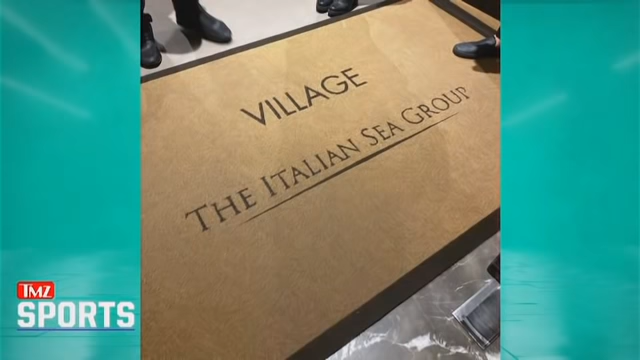 VILLAGE
THE ITALIAN SEA GROUP
TMZ
SPORTS